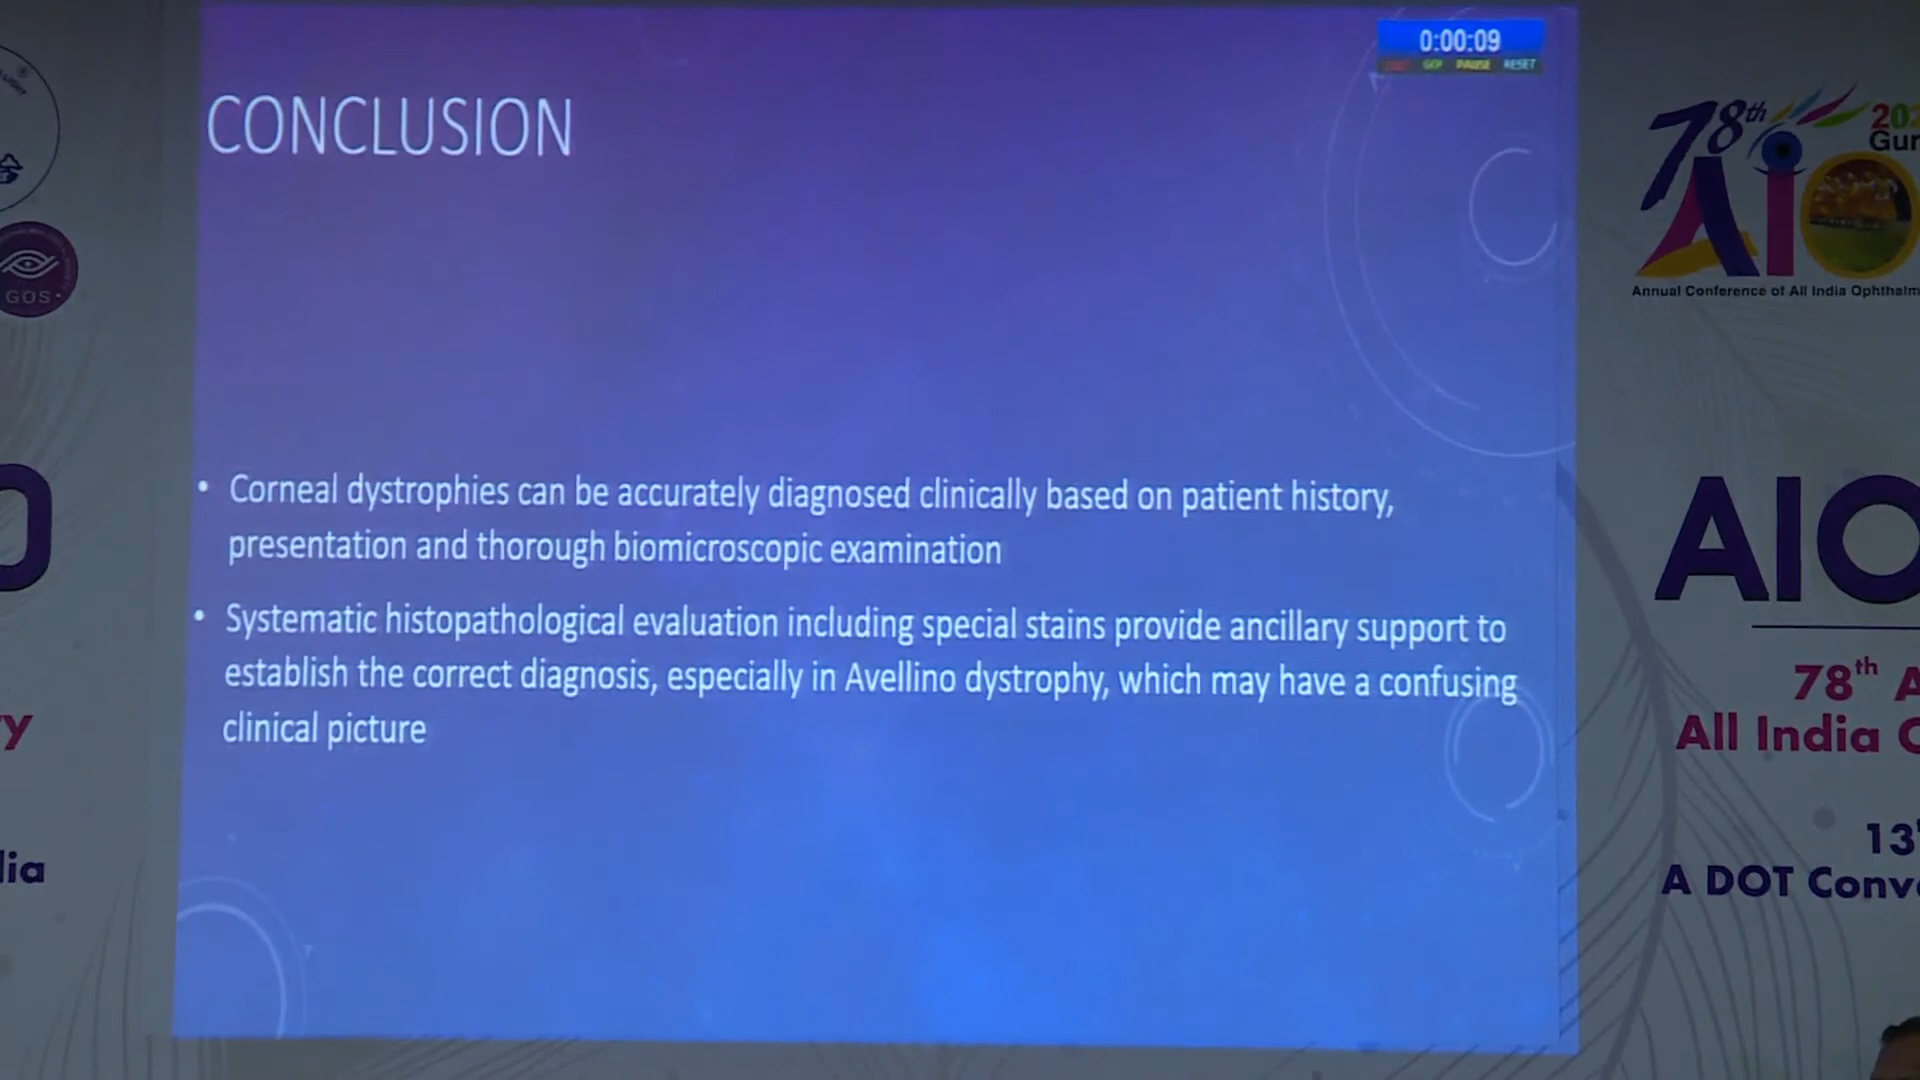 0:00:09
GO! PAUSE RESET
CONCLUSION
• Corneal dystrophies can be accurately diagnosed clinically based on patient history,
presentation and thorough biomicroscopic examination
• Systematic histopathological evaluation including special stains provide ancillary support to
establish the correct diagnosis, especially in Avellino dystrophy, which may have a confusing
clinical picture
GOS
78th
AIO
Annual Conference of All India
AIO
78th A
All India
A DOT